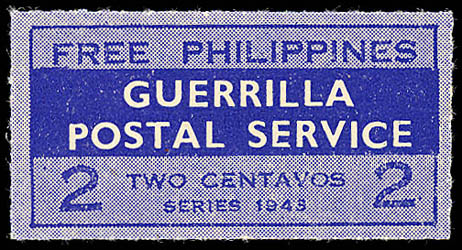 FREE PHILIPPINES
GUERRILLA
POSTAL SERVICE
2 TWO CENTAVOS 2
SERIES 1943